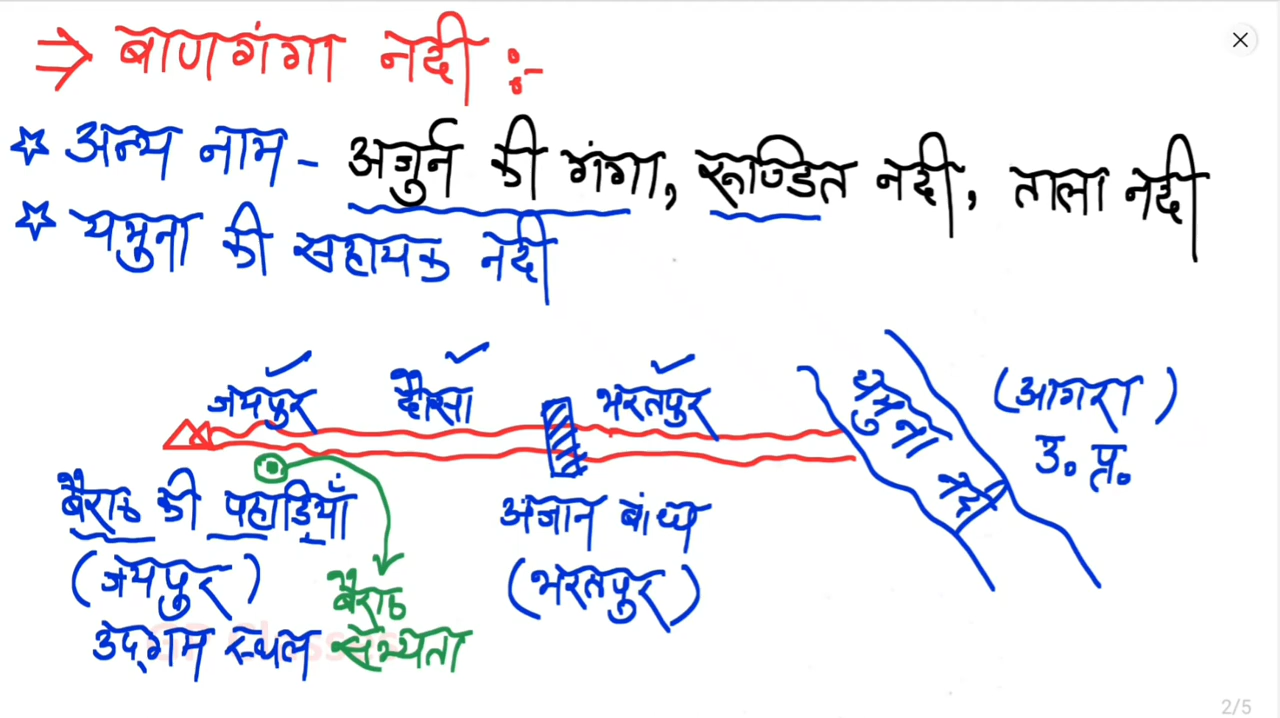 ⇒ बाणगंगा नदी :-
☆ अन्य नाम - अर्जुन की गंगा, रूण्डित नदी, ताला नदी
☆ यमुना की सहायक नदी
जयपुर दौसा भरतपुर
यमुना नदी
(आगरा)
उ. प्र.
बैराठ की पहाड़ियाँ
(जयपुर)
उद्गम स्थल
बैराठ
सभ्यता
अजान बांध
(भरतपुर)
2/5